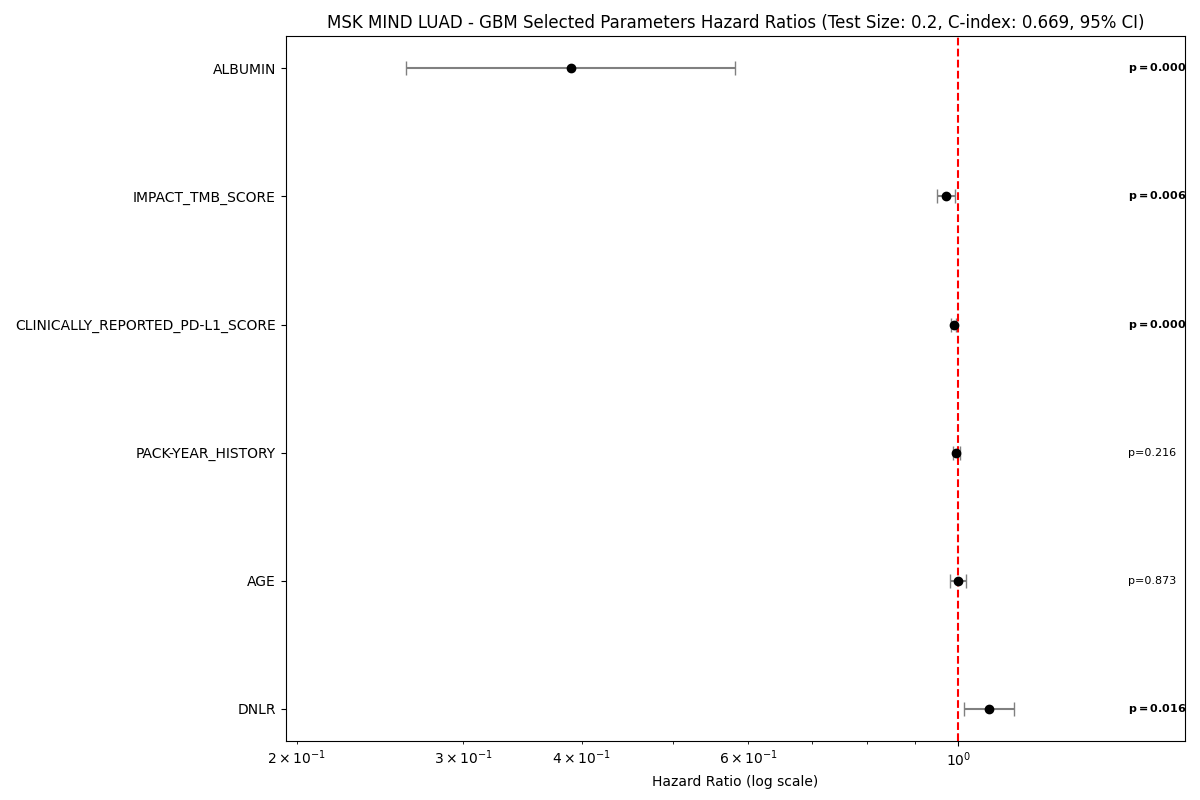 MSK MIND LUAD - GBM Selected Parameters Hazard Ratios (Test Size: 0.2, C-index: 0.669, 95% CI)
ALBUMIN p=0.000
IMPACT_TMB_SCORE p=0.006
CLINICALLY_REPORTED_PD-L1_SCORE p=0.000
PACK-YEAR_HISTORY p=0.216
AGE p=0.873
DNLR p=0.016
2 × 10⁻¹ 3 × 10⁻¹ 4 × 10⁻¹ 6 × 10⁻¹ 10⁰
Hazard Ratio (log scale)